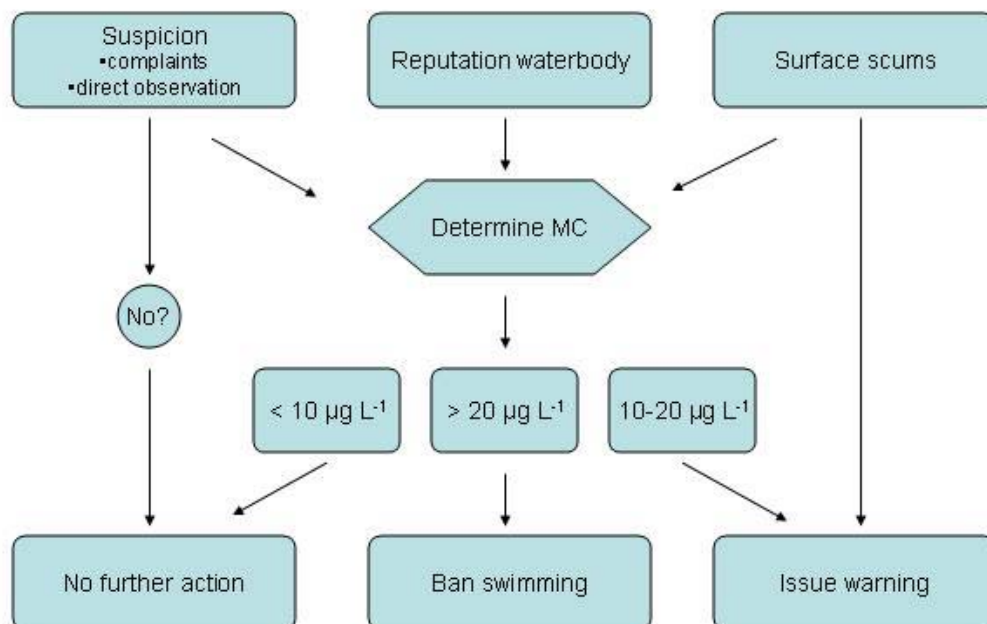 Suspicion
▪complaints
▪direct observation
Reputation waterbody
Surface scums
Determine MC
No?
< 10 µg L⁻¹
> 20 µg L⁻¹
10-20 µg L⁻¹
No further action
Ban swimming
Issue warning